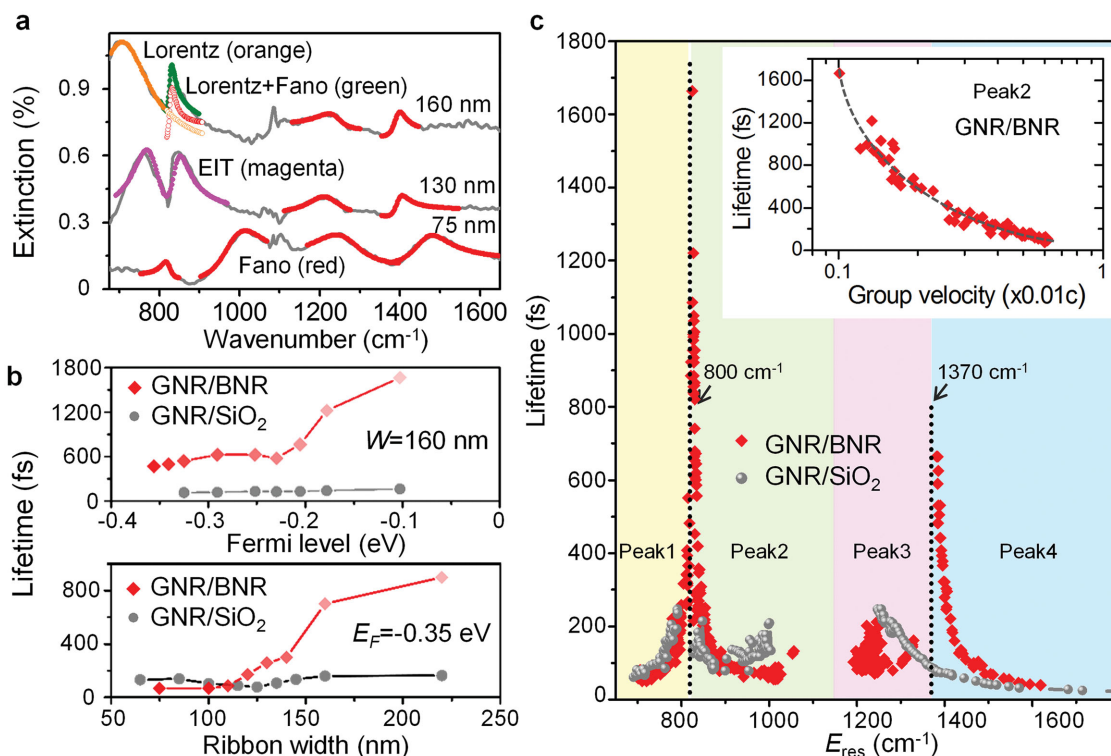 a
Extinction (%)
0.9
0.6
0.3
0
Lorentz (orange)
Lorentz+Fano (green)
160 nm
EIT (magenta)
130 nm
75 nm
Fano (red)
800 1000 1200 1400 1600
Wavenumber (cm⁻¹)
b
Lifetime (fs)
1800
1200
600
0
GNR/BNR
GNR/SiO₂
W=160 nm
-0.4 -0.3 -0.2 -0.1 0
Fermi level (eV)
800
400
0
GNR/BNR
GNR/SiO₂
E_F=-0.35 eV
50 100 150 200 250
Ribbon width (nm)
c
Lifetime (fs)
1800
1600
1400
1200
1000
800
600
400
200
0
800 cm⁻¹
1370 cm⁻¹
GNR/BNR
GNR/SiO₂
Peak1 Peak2 Peak3 Peak4
800 1000 1200 1400 1600
E_res (cm⁻¹)
Lifetime (fs)
1600
1200
800
400
0
Peak2
GNR/BNR
0.1 1
Group velocity (x0.01c)